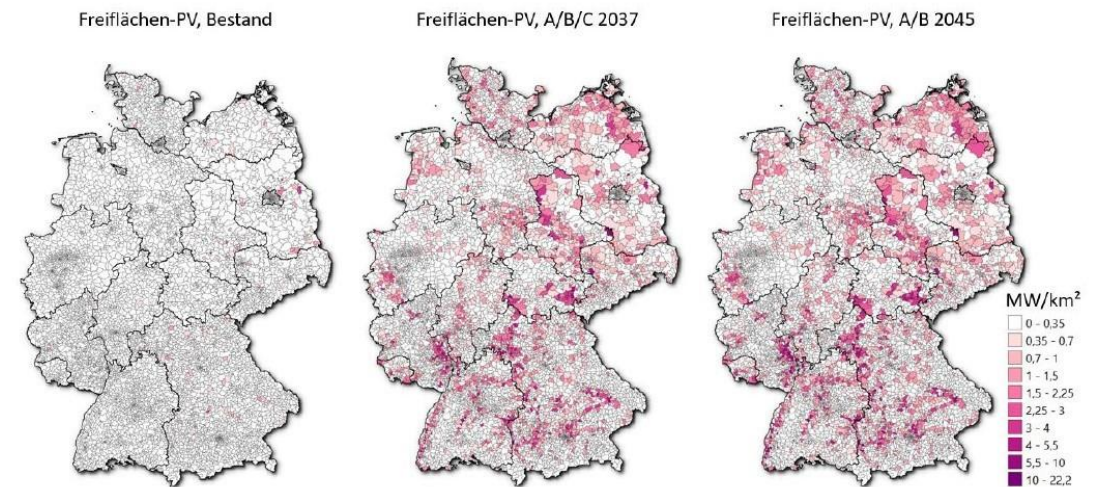 Freiflächen-PV, Bestand
Freiflächen-PV, A/B/C 2037
Freiflächen-PV, A/B 2045
MW/km²
0 - 0,35
0,35 - 0,7
0,7 - 1
1 - 1,5
1,5 - 2,25
2,25 - 3
3 - 4
4 - 5,5
5,5 - 10
10 - 22,2